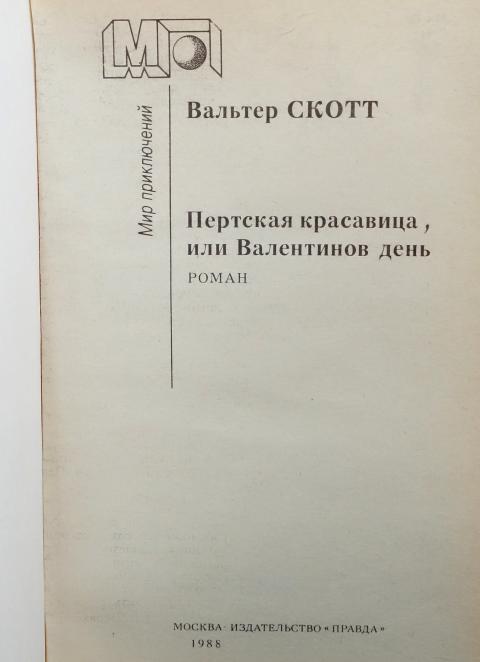 МП
Мир приключений
Вальтер СКОТТ
Пертская красавица,
или Валентинов день
РОМАН
МОСКВА· ИЗДАТЕЛЬСТВО «ПРАВДА»
1988